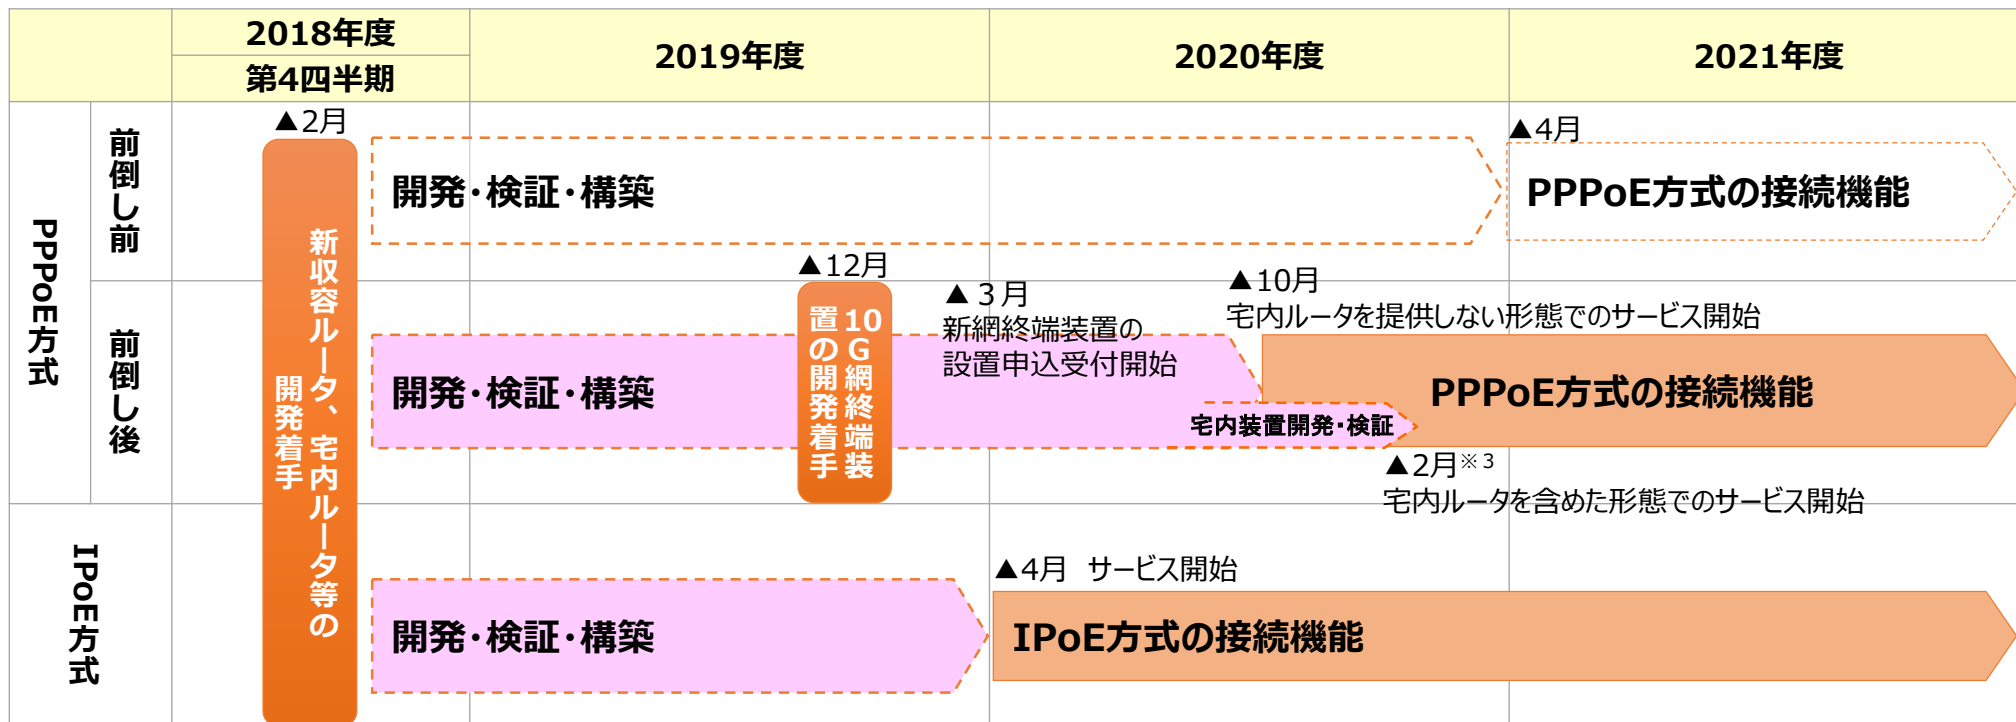 2018年度
第4四半期
2019年度
2020年度
2021年度
PPPoE方式
前倒し前
▲2月
新収容ルータ、宅内ルータ等の
開発着手
開発・検証・構築
▲4月
PPPoE方式の接続機能
前倒し後
開発・検証・構築
▲12月
10G網終端装
置の開発着手
▲３月
新網終端装置の
設置申込受付開始
▲10月
宅内ルータを提供しない形態でのサービス開始
PPPoE方式の接続機能
宅内装置開発・検証
▲2月※3
宅内ルータを含めた形態でのサービス開始
IPoE方式
開発・検証・構築
▲4月　サービス開始
IPoE方式の接続機能